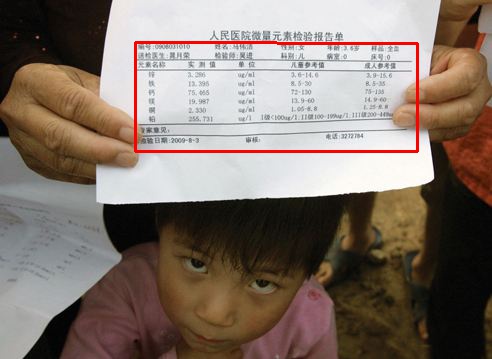 人民医院微量元素检验报告单
编号:0908031010 姓名:马伟洁 性别:女 年龄:3.6岁 样品:全血
送检医生:晁月荣 检验师:吴进 科别:儿 病室:0 床号:0
元素名称 实测值 单位 儿童参考值 成人参考值
锌 3.286 ug/ml 3.6-14.6 3.9-15.6
铁 13.395 ug/ml 8.5-30 8.5-35
钙 75.465 ug/ml 72-130 75-135
镁 19.987 ug/ml 13.9-60 14.9-60
铜 2.330 ug/ml 1.05-8.8 1.25-8.8
铅 255.731 ug/l I级<100ug/l.II级100-199ug/l.III级200-449ug
专家意见:
检验日期:2009-8-3 审核: 电话:3272784